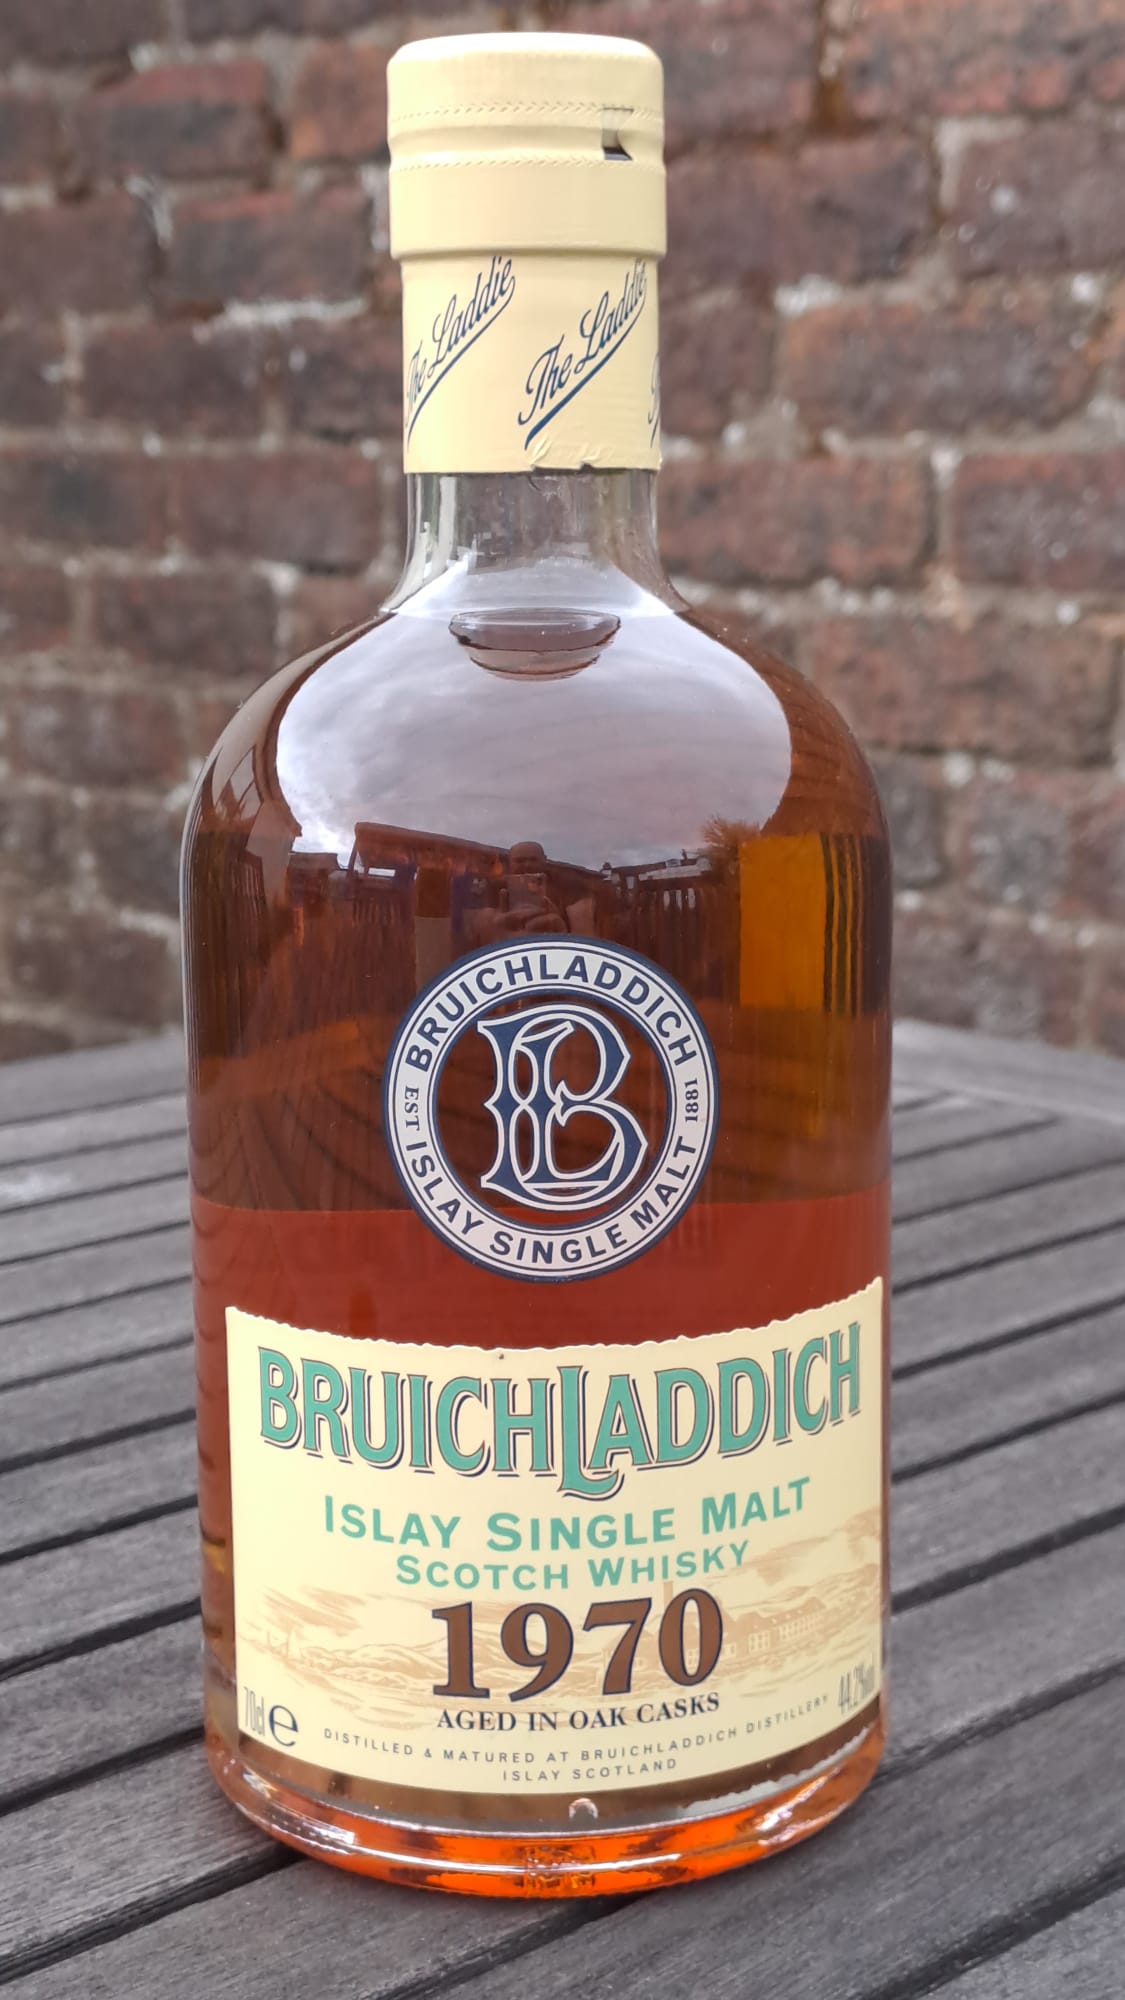 The Laddie The Laddie
BRUICHLADDICH
EST 1881
ISLAY SINGLE MALT
BRUICHLADDICH
ISLAY SINGLE MALT
SCOTCH WHISKY
1970
AGED IN OAK CASKS
70cl e 44.2%vol
DISTILLED & MATURED AT BRUICHLADDICH DISTILLERY
ISLAY SCOTLAND